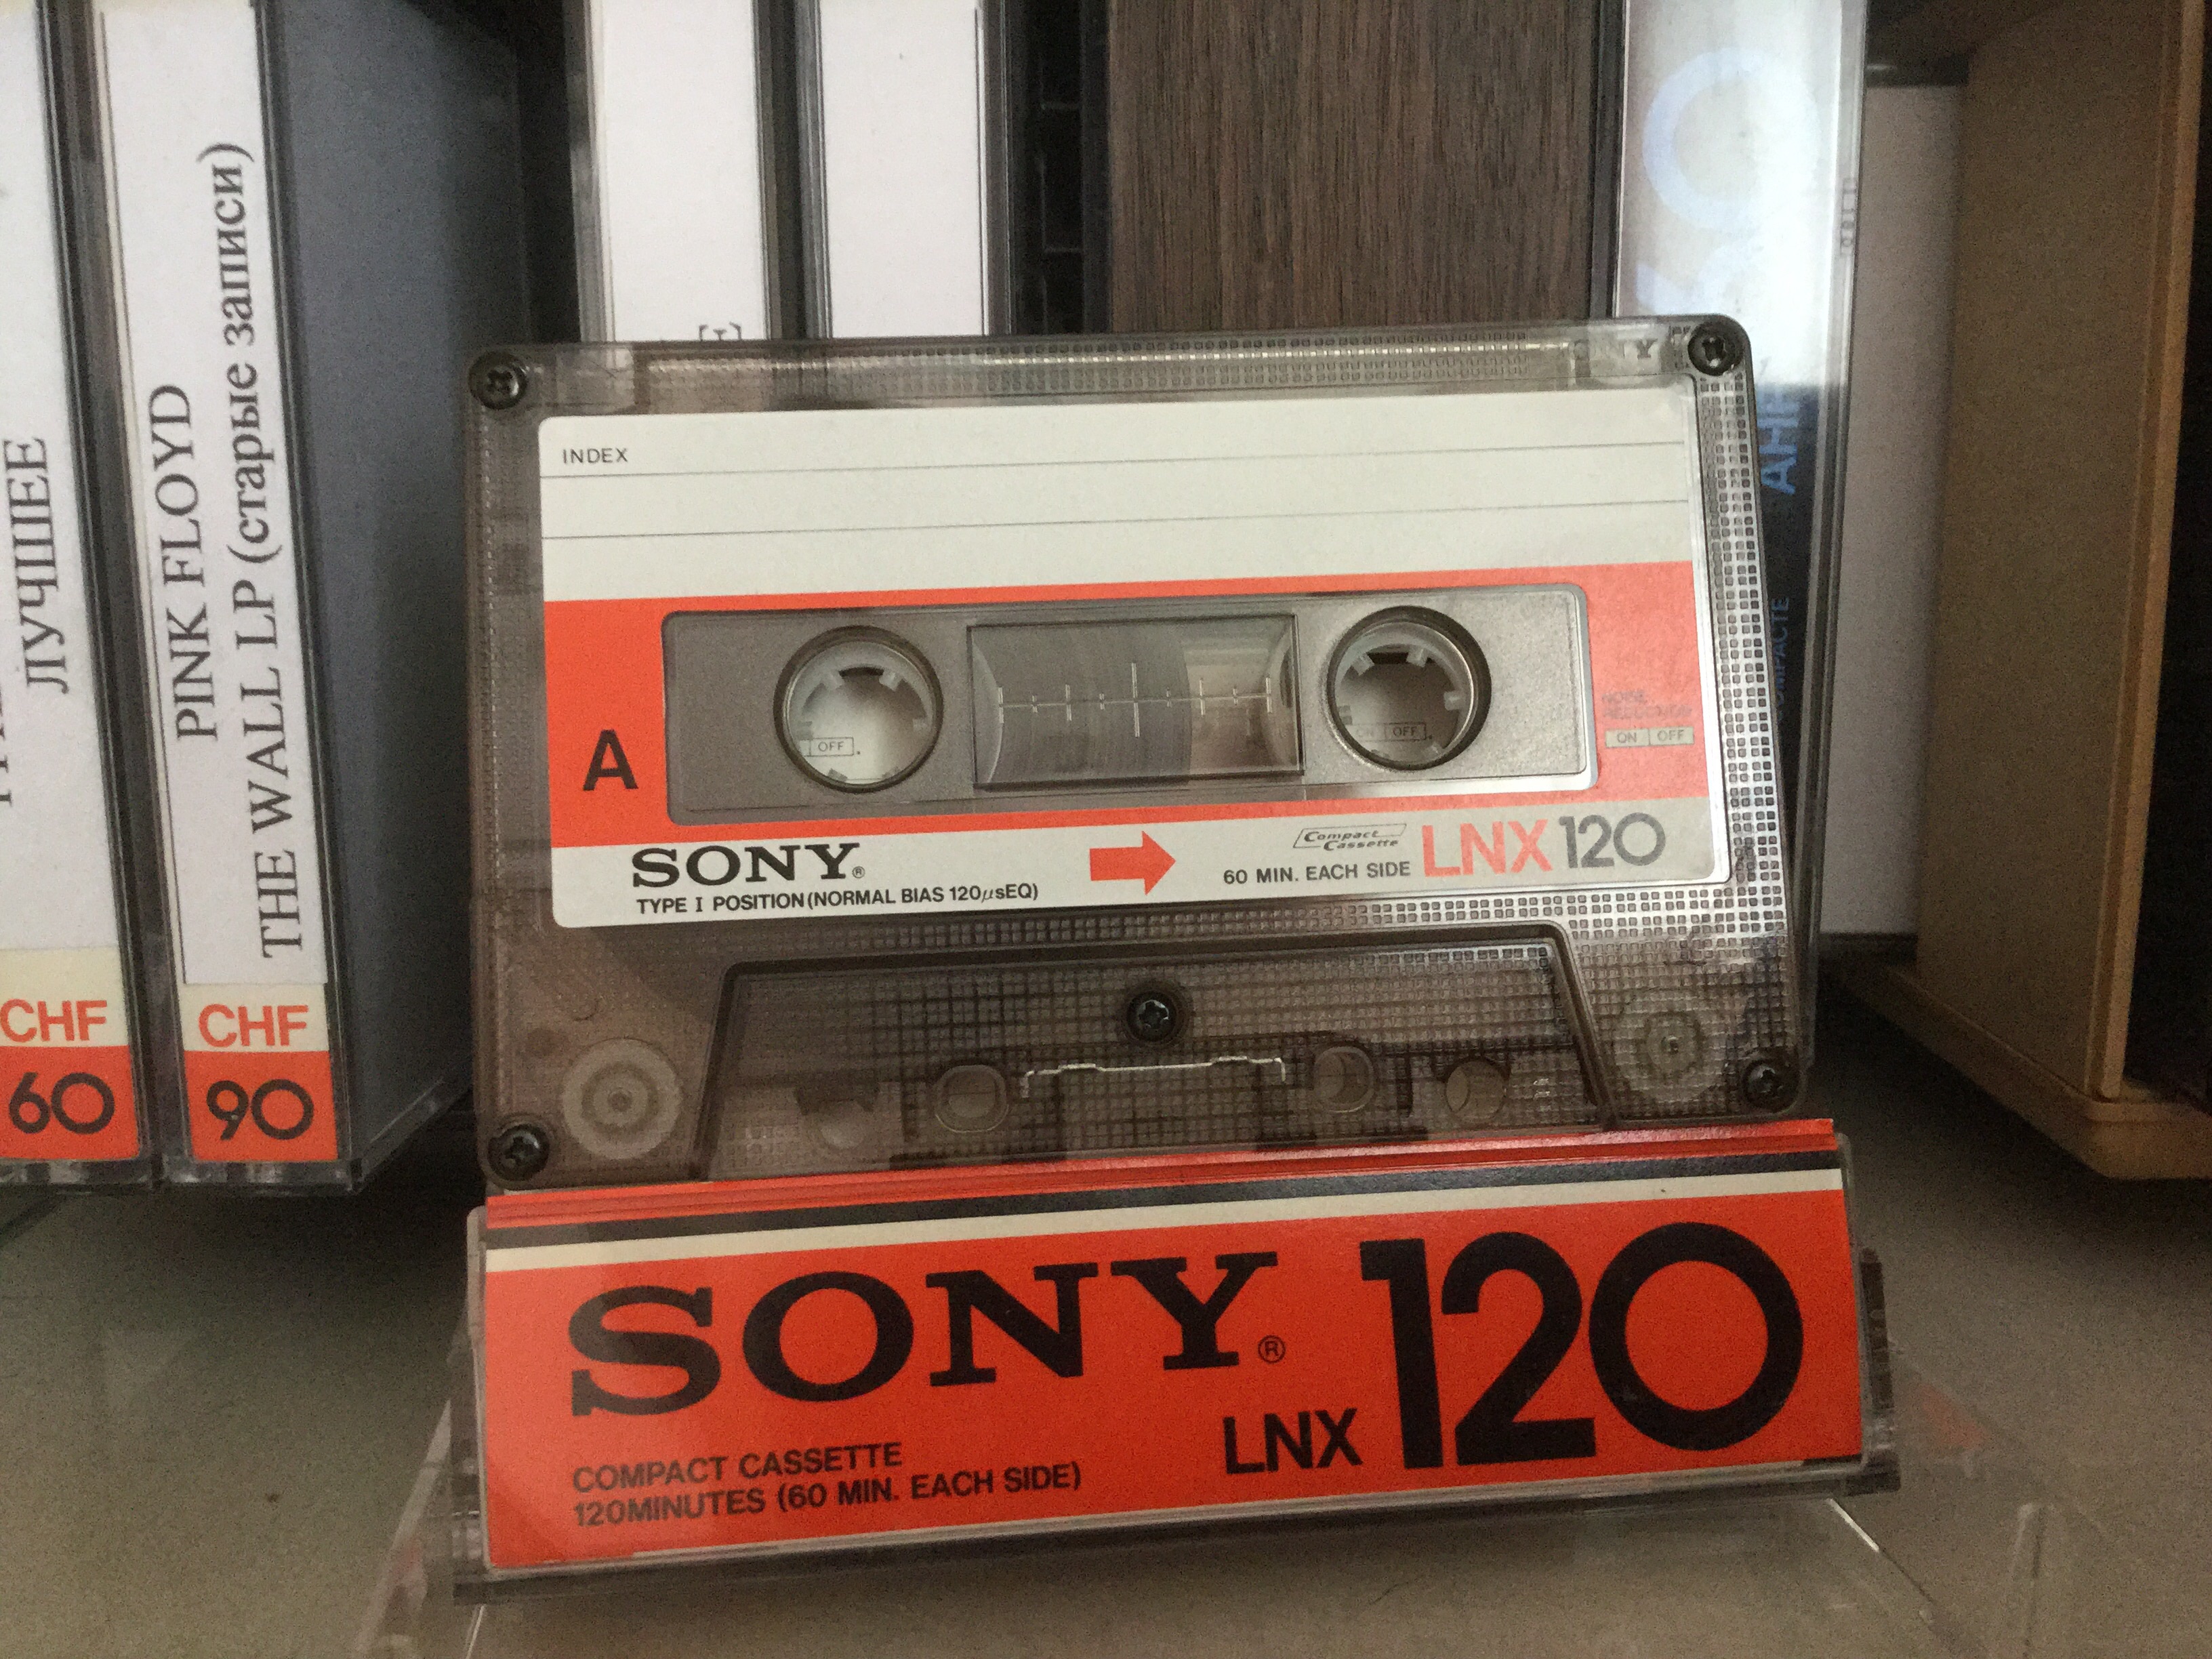 ЛУЧШЕЕ
CHF
60
PINK FLOYD
THE WALL LP (старые записи)
CHF
90
INDEX
A
OFF
ON OFF
NOISE
REDUCTION
ON OFF
SONY®
TYPE I POSITION (NORMAL BIAS 120μsEQ)
Compact
Cassette
60 MIN. EACH SIDE
LNX 120
SONY®
LNX 120
COMPACT CASSETTE
120MINUTES (60 MIN. EACH SIDE)